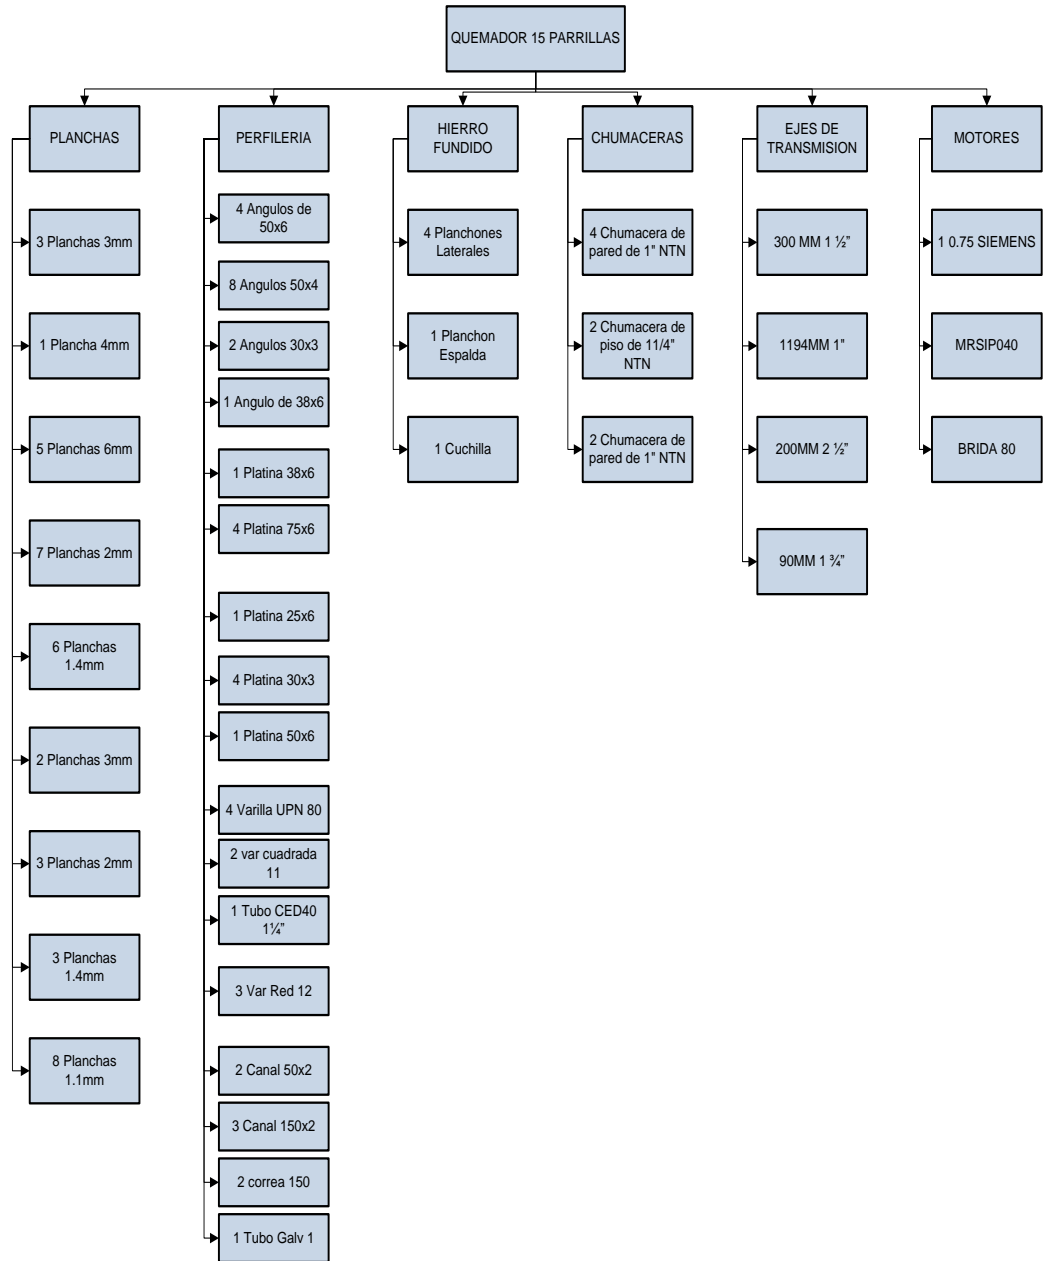 QUEMADOR 15 PARRILLAS
PLANCHAS
3 Planchas 3mm
1 Plancha 4mm
5 Planchas 6mm
7 Planchas 2mm
6 Planchas
1.4mm
2 Planchas 3mm
3 Planchas 2mm
3 Planchas
1.4mm
8 Planchas
1.1mm
PERFILERIA
4 Angulos de
50x6
8 Angulos 50x4
2 Angulos 30x3
1 Angulo de 38x6
1 Platina 38x6
4 Platina 75x6
1 Platina 25x6
4 Platina 30x3
1 Platina 50x6
4 Varilla UPN 80
2 var cuadrada
11
1 Tubo CED40
1¼”
3 Var Red 12
2 Canal 50x2
3 Canal 150x2
2 correa 150
1 Tubo Galv 1
HIERRO
FUNDIDO
4 Planchones
Laterales
1 Planchon
Espalda
1 Cuchilla
CHUMACERAS
4 Chumacera de
pared de 1" NTN
2 Chumacera de
piso de 11/4"
NTN
2 Chumacera de
pared de 1" NTN
EJES DE
TRANSMISION
300 MM 1 ½”
1194MM 1"
200MM 2 ½”
90MM 1 ¾”
MOTORES
1 0.75 SIEMENS
MRSIP040
BRIDA 80